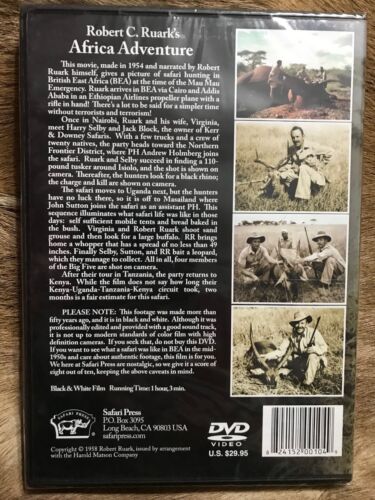 Robert C. Ruark's
Africa Adventure
This movie, made in 1954 and narrated by Robert
Ruark himself, gives a picture of safari hunting in
British East Africa (BEA) at the time of the Mau Mau
Emergency. Ruark arrives in BEA via Cairo and Addis
Ababa in an Ethiopian Airlines propeller plane with a
rifle in hand! There's a lot to be said for a simpler time
without terrorists and terrorism!
Once in Nairobi, Ruark and his wife, Virginia,
meet Harry Selby and Jack Block, the owner of Kerr
& Downey Safaris. With a few trucks and a crew of
twenty natives, the party heads toward the Northern
Frontier District, where PH Andrew Holmberg joins
the safari. Ruark and Selby succeed in finding a 110-
pound tusker around Isiolo, and the shot is shown on
camera. Thereafter, the hunters look for a black rhino;
the charge and kill are shown on camera.
The safari moves to Uganda next, but the hunters
have no luck there, so it is off to Masailand where
John Sutton joins the safari as an assistant PH. This
sequence illuminates what safari life was like in those
days: self sufficient mobile tents and bread baked in
the bush. Virginia and Robert Ruark shoot sand
grouse and then look for a large buffalo. RR brings
home a whopper that has a spread of no less than 49
inches. Finally Selby, Sutton, and RR bait a leopard,
which they manage to collect. All in all, four members
of the Big Five are shot on camera.
After their tour in Tanzania, the party returns to
Kenya. While the film does not say how long their
Kenya-Uganda-Tanzania-Kenya circuit took, two
months is a fair estimate for this safari.
PLEASE NOTE: This footage was made more than
fifty years ago, and it is in black and white. Although it was
professionally edited and provided with a good sound track,
it is not up to modern standards of color film with high
definition cameras. If you seek that, do not buy this DVD.
If you want to see what a safari was like in BEA in the mid-
1950s and care about authentic footage, this film is for you.
We here at Safari Press are nostalgic, so we give it a score of
eight out of ten, keeping the above caveats in mind.
Black & White Film Running Time: 1 hour, 3 min.
SAFARI PRESS
Safari Press
P.O. Box 3095
Long Beach, CA 90803 USA
safaripress.com
DVD
VIDEO
U.S. $29.95
Copyright © 1958 Robert Ruark, issued by arrangement
with the Harold Matson Company